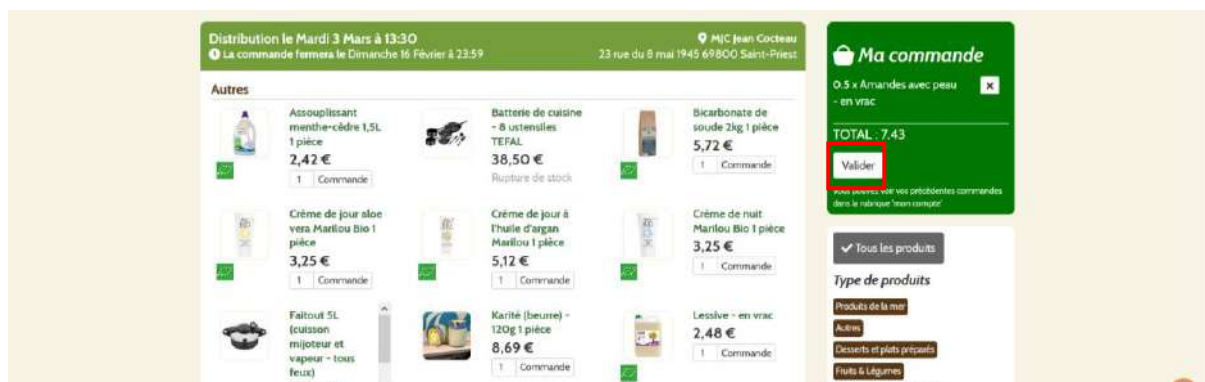 Distribution le Mardi 3 Mars à 13:30
La commande fermera le Dimanche 16 Février à 23:59
MJC Jean Cocteau
23 rue du 8 mai 1945 69800 Saint-Priest
Autres
Assouplissant
menthe-cèdre 1,5L
1 pièce
2,42 €
1 Commande
Batterie de cuisine
- 8 ustensiles
TEFAL
38,50 €
Rupture de stock
Bicarbonate de
soude 2kg 1 pièce
5,72 €
1 Commande
Crème de jour aloe
vera Marilou Bio 1
pièce
3,25 €
1 Commande
Crème de jour à
l'huile d'argan
Marilou 1 pièce
5,12 €
1 Commande
Crème de nuit
Marilou Bio 1 pièce
3,25 €
1 Commande
Faitout 5L
(cuisson
mijoteur et
vapeur - tous
feux)
Karité (beurre) -
120g 1 pièce
8,69 €
1 Commande
Lessive - en vrac
2,48 €
1 Commande
Ma commande
0.5 x Amandes avec peau
- en vrac
x
TOTAL : 7.43
Valider
Vous pouvez voir vos précédentes commandes
dans la rubrique 'mon compte'
Tous les produits
Type de produits
Produits de la mer
Autres
Desserts et plats préparés
Fruits & Légumes